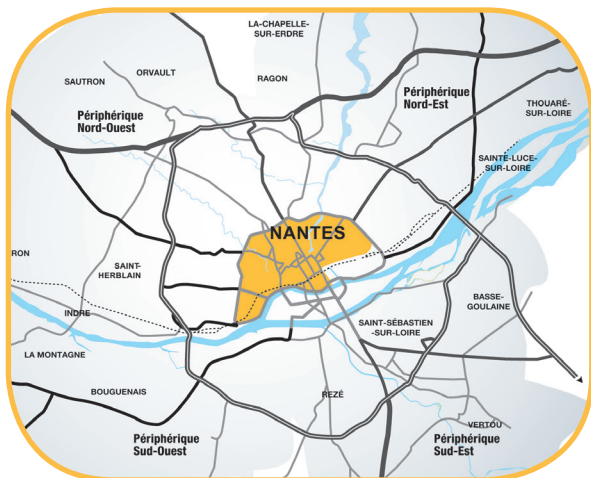 LA-CHAPELLE
-SUR-ERDRE
ORVAULT
RAGON
SAUTRON
Périphérique
Nord-Ouest
Périphérique
Nord-Est
THOUARÉ
-SUR-LOIRE
SAINTE-LUCE-
SUR-LOIRE
NANTES
RON
SAINT-
HERBLAIN
INDRE
BASSE-
GOULAINE
SAINT-SÉBASTIEN
-SUR-LOIRE
LA MONTAGNE
BOUGUENAIS
REZÉ
VERTOU
Périphérique
Sud-Ouest
Périphérique
Sud-Est